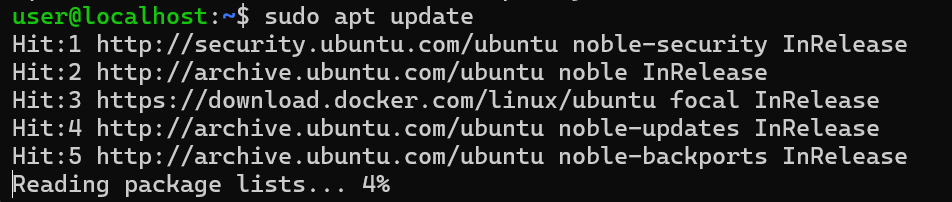 user@localhost:~$ sudo apt update
Hit:1 http://security.ubuntu.com/ubuntu noble-security InRelease
Hit:2 http://archive.ubuntu.com/ubuntu noble InRelease
Hit:3 https://download.docker.com/linux/ubuntu focal InRelease
Hit:4 http://archive.ubuntu.com/ubuntu noble-updates InRelease
Hit:5 http://archive.ubuntu.com/ubuntu noble-backports InRelease
Reading package lists... 4%